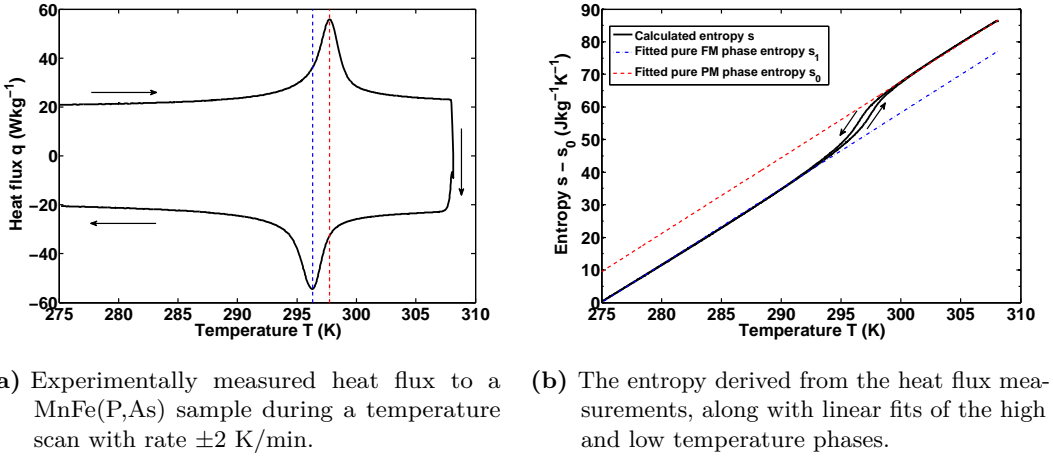 60
40
20
0
−20
−40
−60
275 280 285 290 295 300 305 310
Heat flux q (Wkg−1)
Temperature T (K)
90
80
70
60
50
40
30
20
10
0
275 280 285 290 295 300 305 310
Entropy s − s0 (Jkg−1K−1)
Temperature T (K)
Calculated entropy s
Fitted pure FM phase entropy s1
Fitted pure PM phase entropy s0
a) Experimentally measured heat flux to a
MnFe(P,As) sample during a temperature
scan with rate ±2 K/min.
(b) The entropy derived from the heat flux mea-
surements, along with linear fits of the high
and low temperature phases.